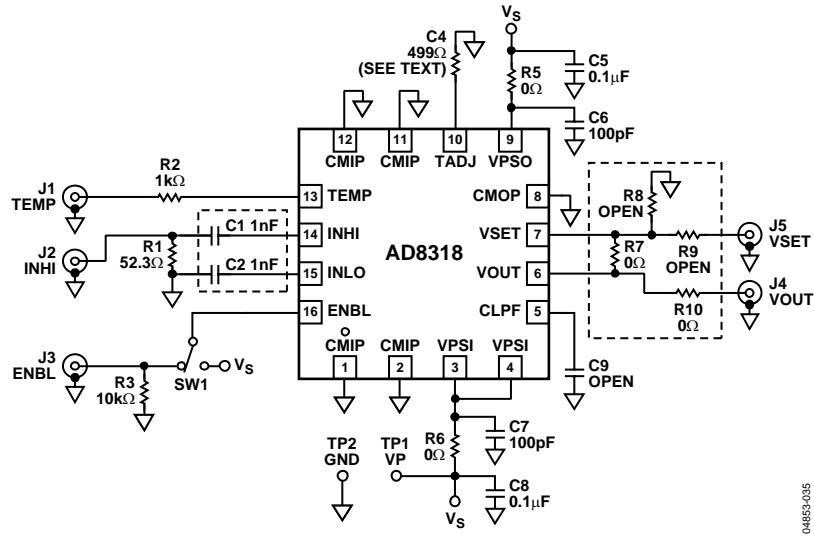 VS
C4
499Ω
(SEE TEXT)
R5
0Ω
C5
0.1μF
C6
100pF
12
11
10
9
CMIP
CMIP
TADJ
VPSO
J1
TEMP
R2
1kΩ
13
TEMP
CMOP
8
R8
OPEN
J2
INHI
R1
52.3Ω
C1 1nF
14
INHI
AD8318
VSET
7
R7
0Ω
R9
OPEN
J5
VSET
C2 1nF
15
INLO
VOUT
6
R10
0Ω
J4
VOUT
16
ENBL
CLPF
5
J3
ENBL
R3
10kΩ
SW1
VS
CMIP
CMIP
VPSI
VPSI
1
2
3
4
C9
OPEN
TP2
GND
TP1
VP
R6
0Ω
C7
100pF
C8
0.1μF
VS
04853-035